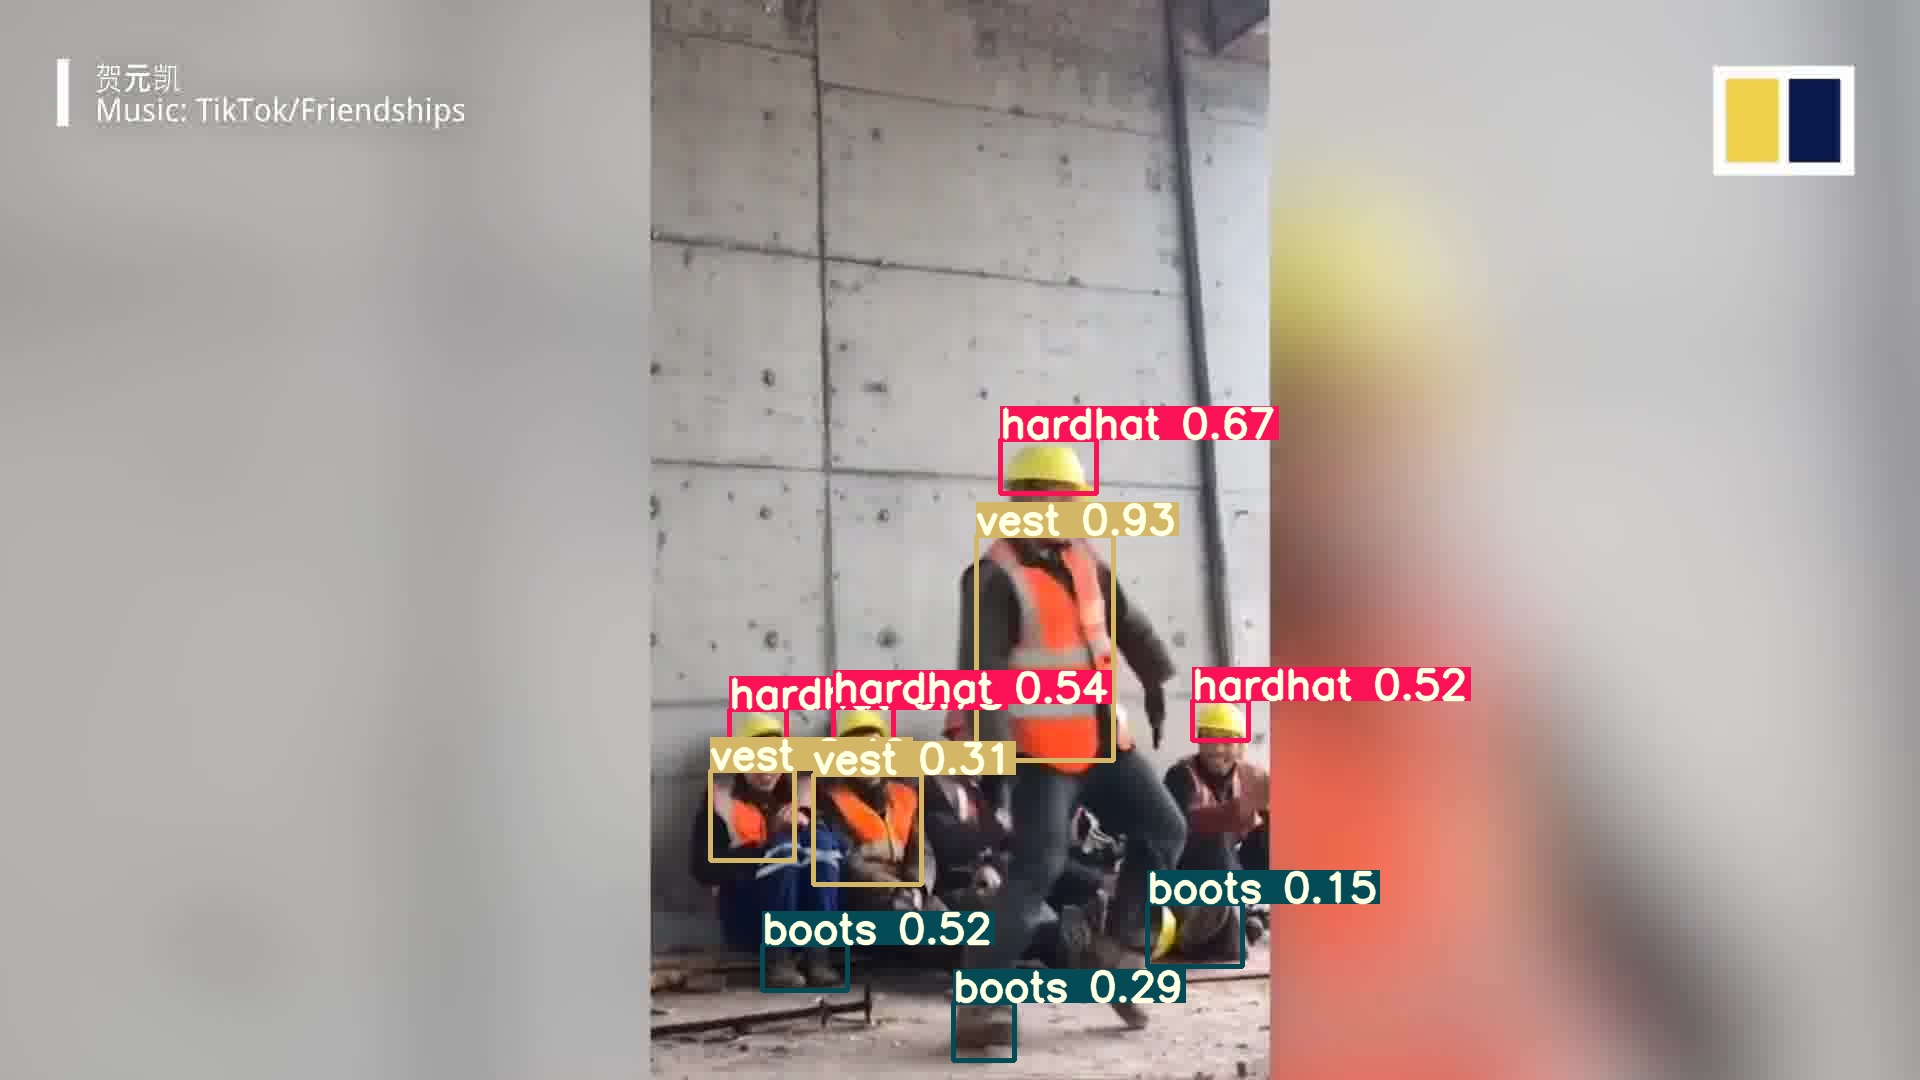 贺元凯
Music: TikTok/Friendships
hardhat 0.67
vest 0.93
hardhat 0.54
hardhat 0.52
vest
vest 0.31
boots 0.15
boots 0.52
boots 0.29